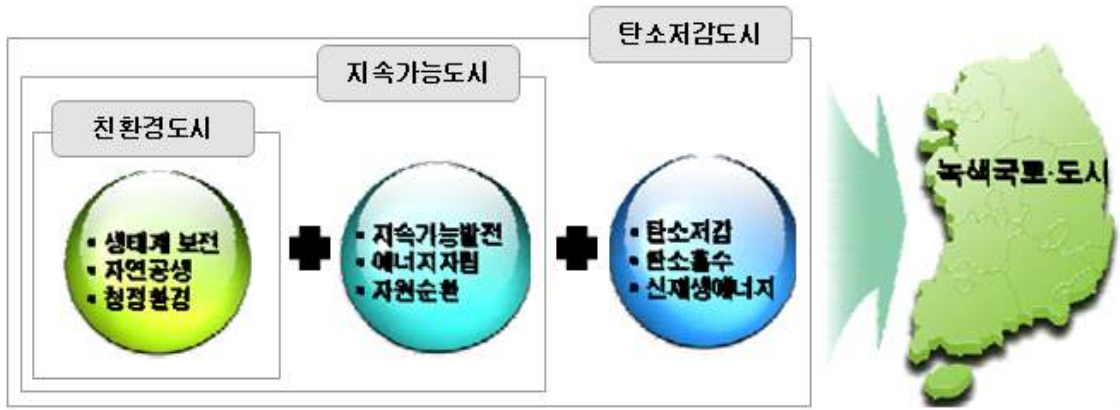 탄소저감도시
지속가능도시
친환경도시
▪ 생태계 보전
▪ 자연공생
▪ 청정환경
▪ 지속가능발전
▪ 에너지자립
▪ 자원순환
▪ 탄소저감
▪ 탄소흡수
▪ 신재생에너지
녹색국토·도시